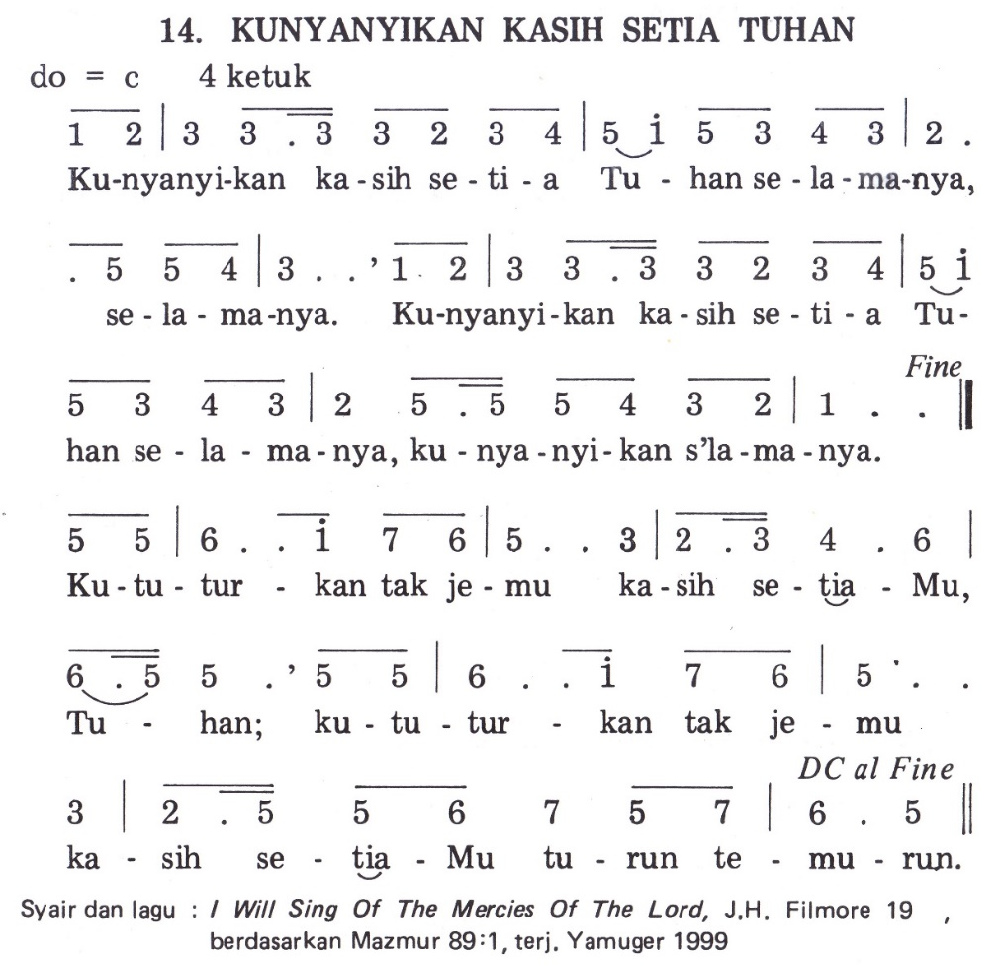 14. KUNYANYIKAN KASIH SETIA TUHAN
do = c 4 ketuk
1 2 | 3 3 . 3 3 2 3 4 | 5 i 5 3 4 3 | 2 .
Ku-nyanyi-kan ka - sih se - ti - a Tu - han se - la - ma-nya,
. 5 5 4 | 3 . . ’ 1 2 | 3 3 . 3 3 2 3 4 | 5 i
se - la - ma -nya. Ku-nyanyi-kan ka - sih se - ti - a Tu-
Fine
5 3 4 3 | 2 5 . 5 5 4 3 2 | 1 . . ||
han se - la - ma - nya, ku - nya - nyi - kan s’la - ma - nya.
5 5 | 6 . . i 7 6 | 5 . . 3 | 2 . 3 4 . 6 |
Ku - tu - tur - kan tak je - mu ka - sih se - tia - Mu,
6 . 5 5 . ’ 5 5 | 6 . . i 7 6 | 5 . .
Tu - han; ku - tu - tur - kan tak je - mu
DC al Fine
3 | 2 . 5 5 6 7 5 7 | 6 . 5 ||
ka - sih se - tia - Mu tu - run te - mu - run.
Syair dan lagu : I Will Sing Of The Mercies Of The Lord, J.H. Filmore 19 ,
berdasarkan Mazmur 89:1, terj. Yamuger 1999